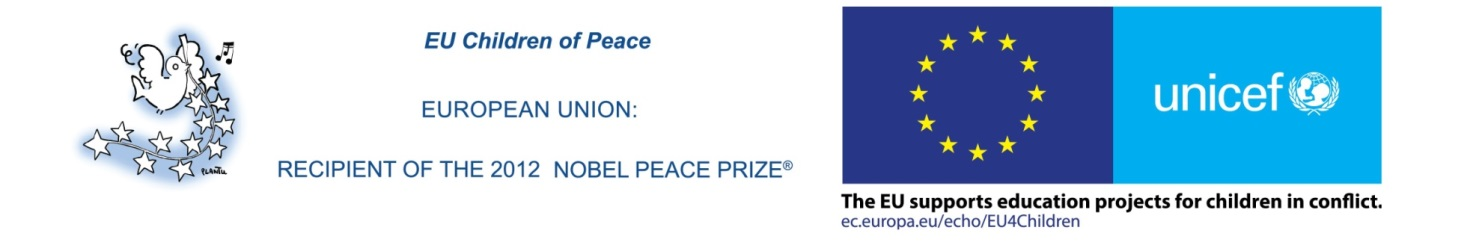 PLANTU
EU Children of Peace
EUROPEAN UNION:
RECIPIENT OF THE 2012 NOBEL PEACE PRIZE®
unicef
The EU supports education projects for children in conflict.
ec.europa.eu/echo/EU4Children